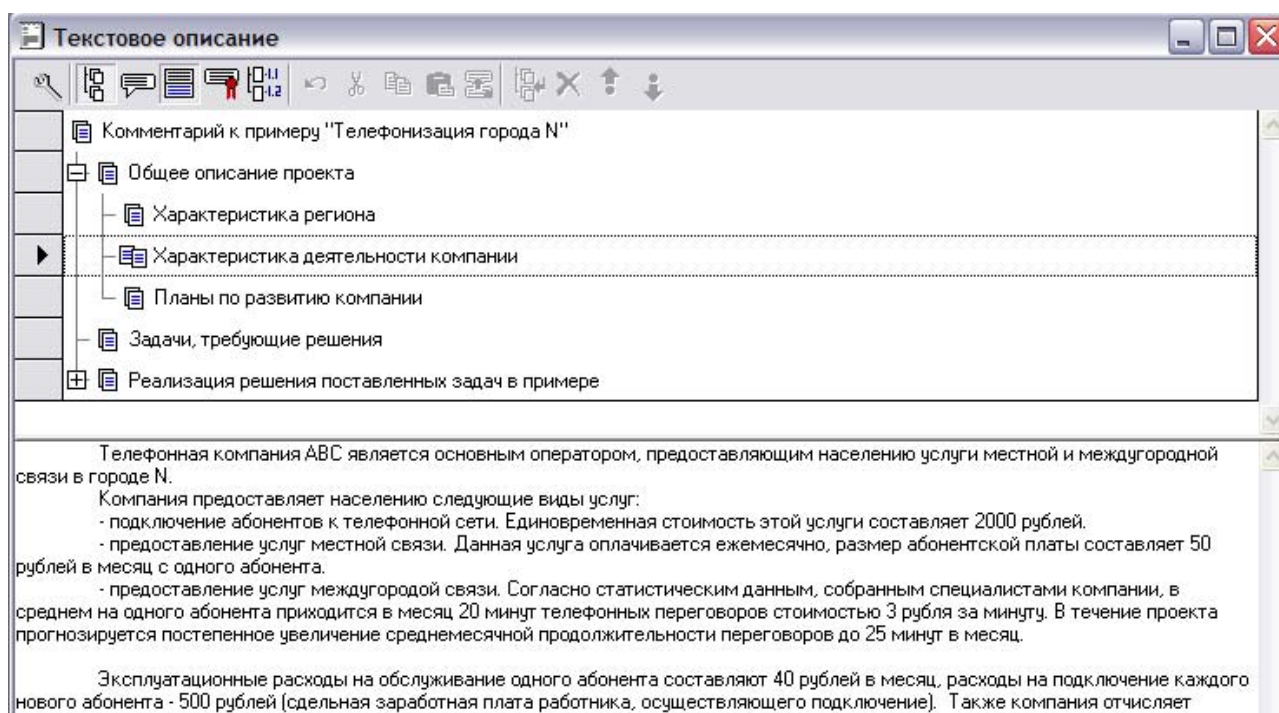 Текстовое описание
1.1
1.2
Комментарий к примеру "Телефонизация города N"
Общее описание проекта
Характеристика региона
Характеристика деятельности компании
Планы по развитию компании
Задачи, требующие решения
Реализация решения поставленных задач в примере
Телефонная компания ABC является основным оператором, предоставляющим населению услуги местной и междугородной
связи в городе N.
Компания предоставляет населению следующие виды услуг:
- подключение абонентов к телефонной сети. Единовременная стоимость этой услуги составляет 2000 рублей.
- предоставление услуг местной связи. Данная услуга оплачивается ежемесячно, размер абонентской платы составляет 50
рублей в месяц с одного абонента.
- предоставление услуг междугородой связи. Согласно статистическим данным, собранным специалистами компании, в
среднем на одного абонента приходится в месяц 20 минут телефонных переговоров стоимостью 3 рубля за минуту. В течение проекта
прогнозируется постепенное увеличение среднемесячной продолжительности переговоров до 25 минут в месяц.
Эксплуатационные расходы на обслуживание одного абонента составляют 40 рублей в месяц, расходы на подключение каждого
нового абонента - 500 рублей (сдельная заработная плата работника, осуществляющего подключение). Также компания отчисляет